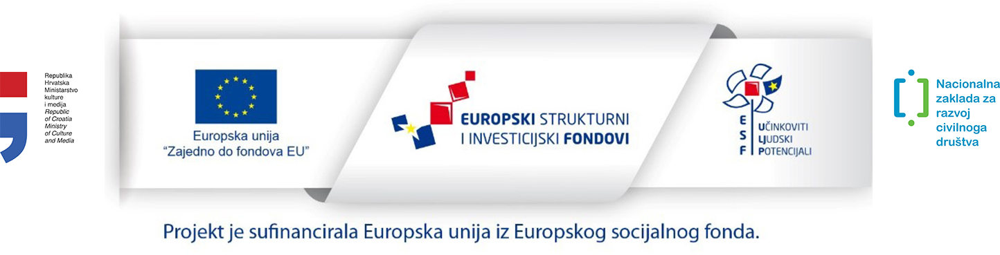 Republika
Hrvatska
Ministarstvo
kulture
i medija
Republic
of Croatia
Ministry
of Culture
and Media
Europska unija
“Zajedno do fondova EU”
EUROPSKI STRUKTURNI
I INVESTICIJSKI FONDOVI
ESF
UČINKOVITI
LJUDSKI
POTENCIJALI
Nacionalna
zaklada za
razvoj
civilnoga
društva
Projekt je sufinancirala Europska unija iz Europskog socijalnog fonda.